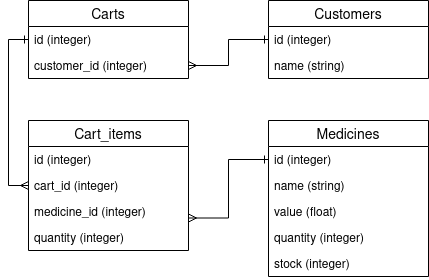 Carts
id (integer)
customer_id (integer)
Customers
id (integer)
name (string)
Cart_items
id (integer)
cart_id (integer)
medicine_id (integer)
quantity (integer)
Medicines
id (integer)
name (string)
value (float)
quantity (integer)
stock (integer)